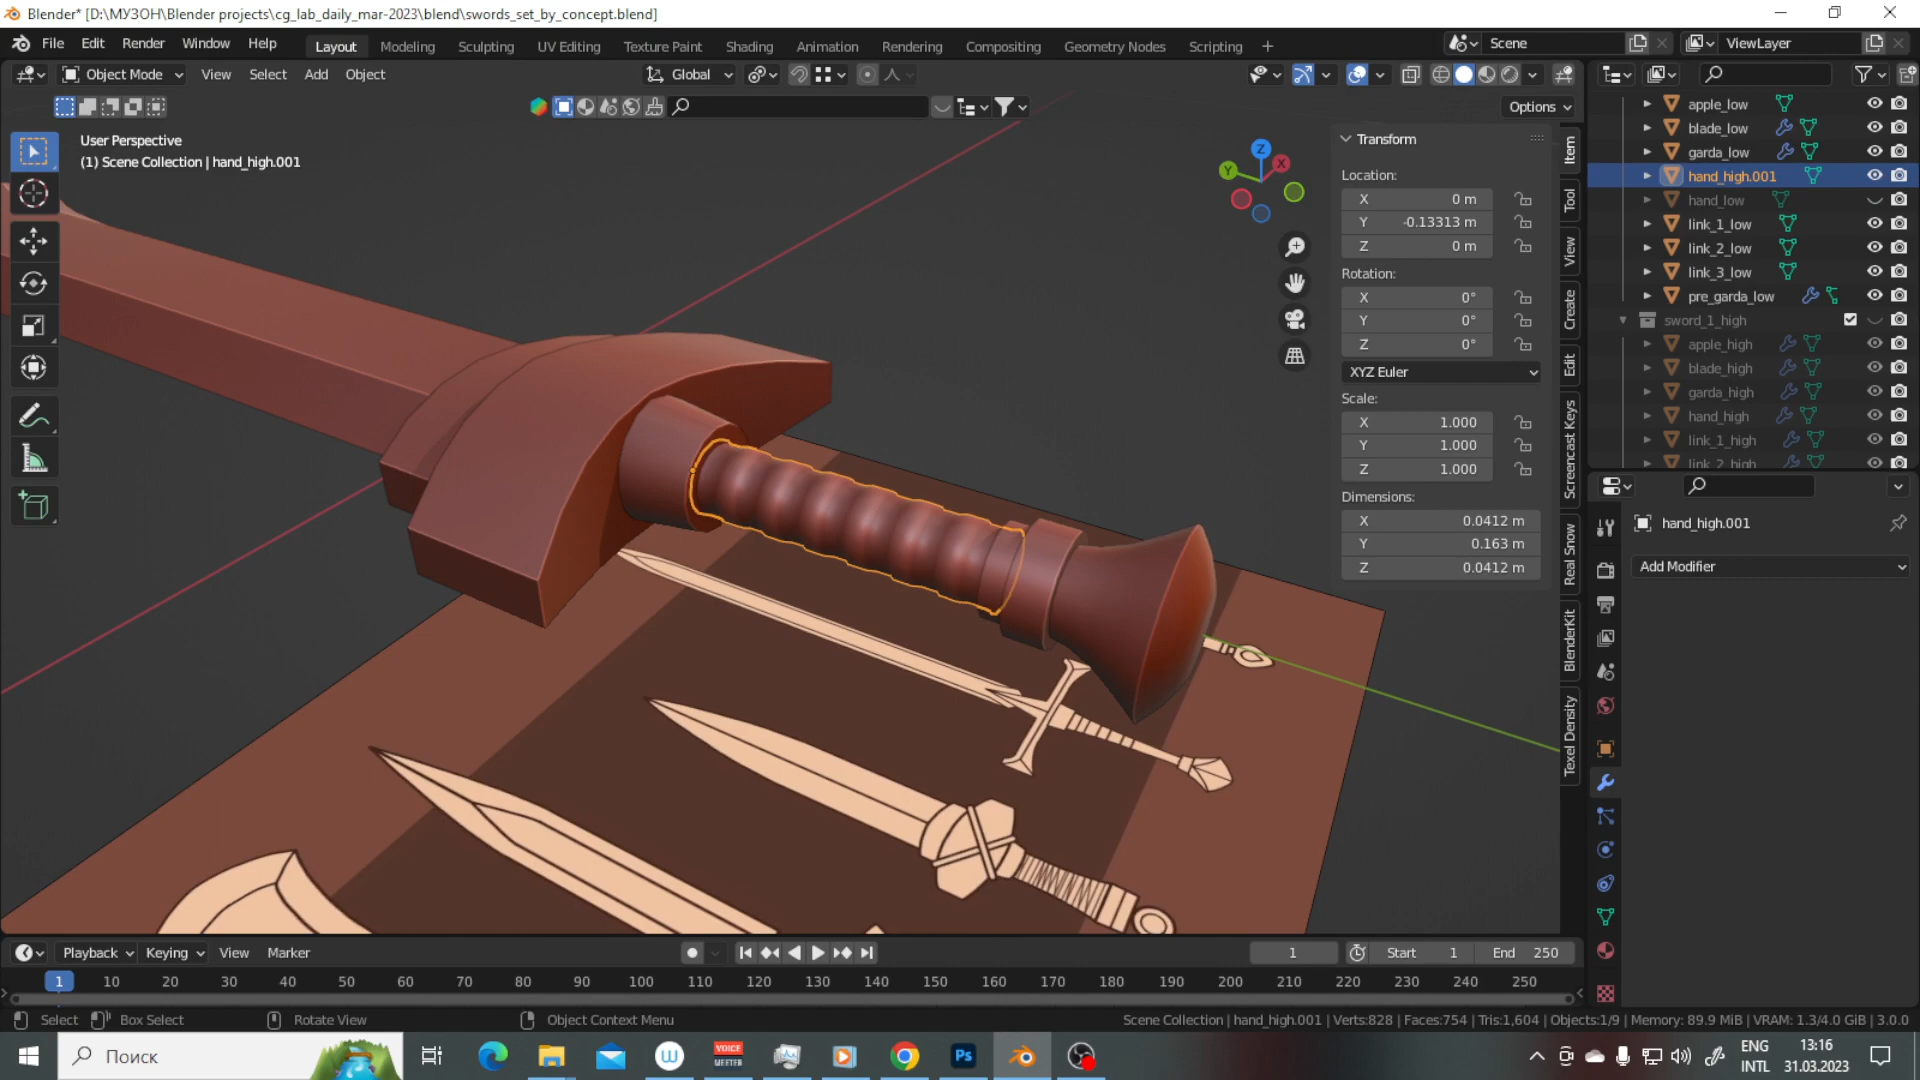 Blender* [D:\МУЗОН\Blender projects\cg_lab_daily_mar-2023\blend\swords_set_by_concept.blend]
File Edit Render Window Help Layout Modeling Sculpting UV Editing Texture Paint Shading Animation Rendering Compositing Geometry Nodes Scripting + Scene ViewLayer
Object Mode View Select Add Object Global
Options
User Perspective
(1) Scene Collection | hand_high.001
Z
X
Y
Transform
Location:
X 0 m
Y -0.13313 m
Z 0 m
Rotation:
X 0°
Y 0°
Z 0°
XYZ Euler
Scale:
X 1.000
Y 1.000
Z 1.000
Dimensions:
X 0.0412 m
Y 0.163 m
Z 0.0412 m
Item
Tool
View
Create
Edit
Screencast Keys
Real Snow
BlenderKit
Texel Density
apple_low
blade_low
garda_low
hand_high.001
hand_low
link_1_low
link_2_low
link_3_low
pre_garda_low
sword_1_high
apple_high
blade_high
garda_high
hand_high
link_1_high
link_2_high
hand_high.001
Add Modifier
Playback Keying View Marker 1 Start 1 End 250
1 10 20 30 40 50 60 70 80 90 100 110 120 130 140 150 160 170 180 190 200 210 220 230 240 250
Select Box Select Rotate View Object Context Menu Scene Collection | hand_high.001 | Verts:828 | Faces:754 | Tris:1,604 | Objects:1/9 | Memory: 89.9 MiB | VRAM: 1.3/4.0 GiB | 3.0.0
Поиск
VOICE
MEETER
Ps
ENG
INTL
13:16
31.03.2023